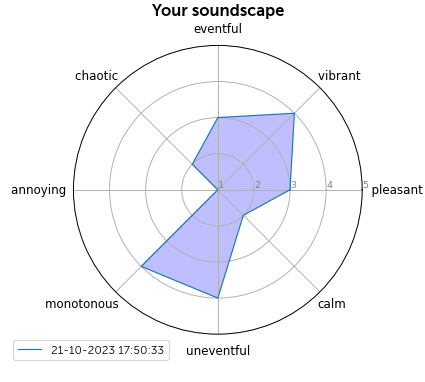 Your soundscape
eventful
chaotic
vibrant
annoying
1
2
3
4
5
pleasant
monotonous
calm
21-10-2023 17:50:33
uneventful